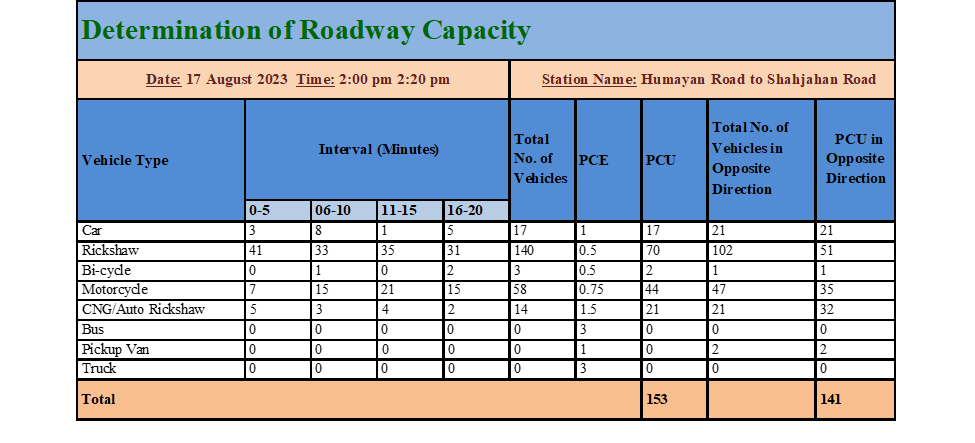 Determination of Roadway Capacity
Date: 17 August 2023 Time: 2:00 pm 2:20 pm Station Name: Humayan Road to Shahjahan Road
Vehicle Type Interval (Minutes) Total No. of Vehicles PCE PCU Total No. of Vehicles in Opposite Direction PCU in Opposite Direction
0-5 06-10 11-15 16-20
Car 3 8 1 5 17 1 17 21 21
Rickshaw 41 33 35 31 140 0.5 70 102 51
Bi-cycle 0 1 0 2 3 0.5 2 1 1
Motorcycle 7 15 21 15 58 0.75 44 47 35
CNG/Auto Rickshaw 5 3 4 2 14 1.5 21 21 32
Bus 0 0 0 0 0 3 0 0 0
Pickup Van 0 0 0 0 0 1 0 2 2
Truck 0 0 0 0 0 3 0 0 0
Total 153 141